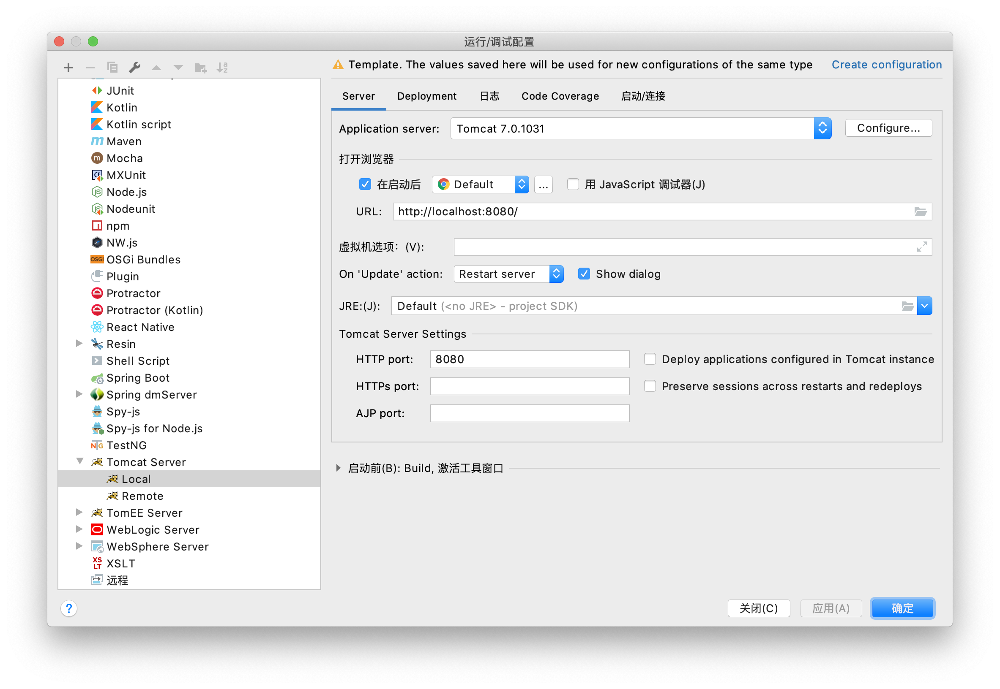 运行/调试配置
Template. The values saved here will be used for new configurations of the same type
Create configuration
JUnit
Kotlin
Kotlin script
Maven
Mocha
MXUnit
Node.js
Nodeunit
npm
NW.js
OSGi Bundles
Plugin
Protractor
Protractor (Kotlin)
React Native
Resin
Shell Script
Spring Boot
Spring dmServer
Spy-js
Spy-js for Node.js
TestNG
Tomcat Server
Local
Remote
TomEE Server
WebLogic Server
WebSphere Server
XSLT
远程
Server Deployment 日志 Code Coverage 启动/连接
Application server: Tomcat 7.0.1031 Configure...
打开浏览器
在启动后 Default ... 用 JavaScript 调试器(J)
URL: http://localhost:8080/
虚拟机选项：(V):
On 'Update' action: Restart server Show dialog
JRE:(J): Default (<no JRE> - project SDK)
Tomcat Server Settings
HTTP port: 8080 Deploy applications configured in Tomcat instance
HTTPs port: Preserve sessions across restarts and redeploys
AJP port:
启动前(B): Build, 激活工具窗口
? 关闭(C) 应用(A) 确定